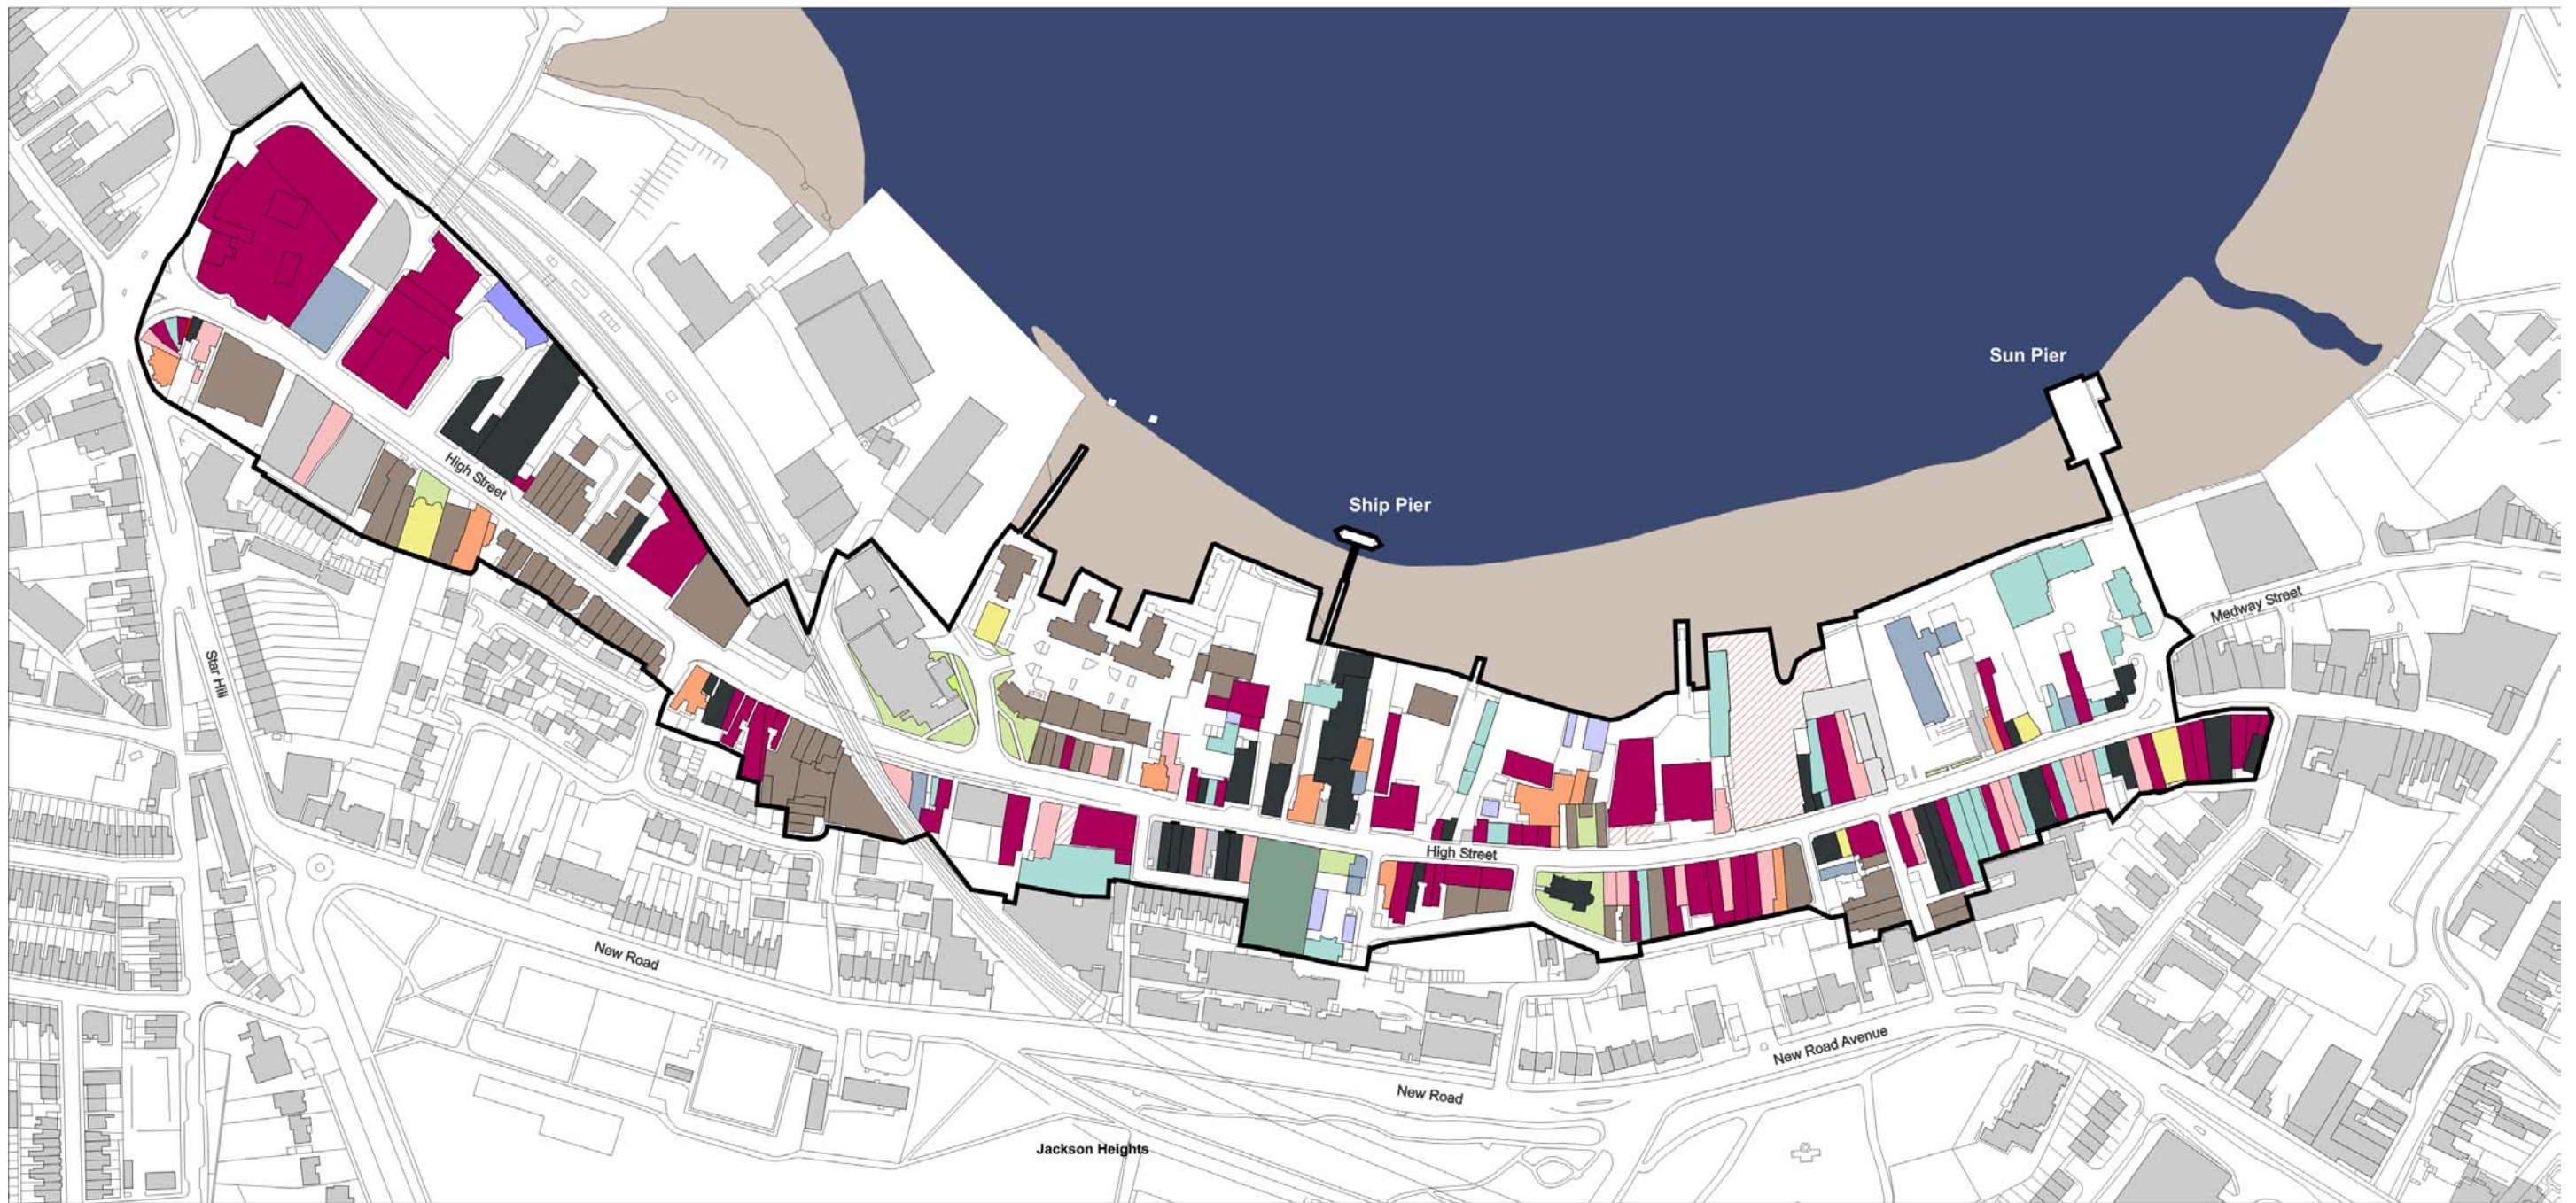 Sun Pier
Ship Pier
High Street
Medway Street
Star Hill
High Street
New Road
New Road Avenue
New Road
Jackson Heights